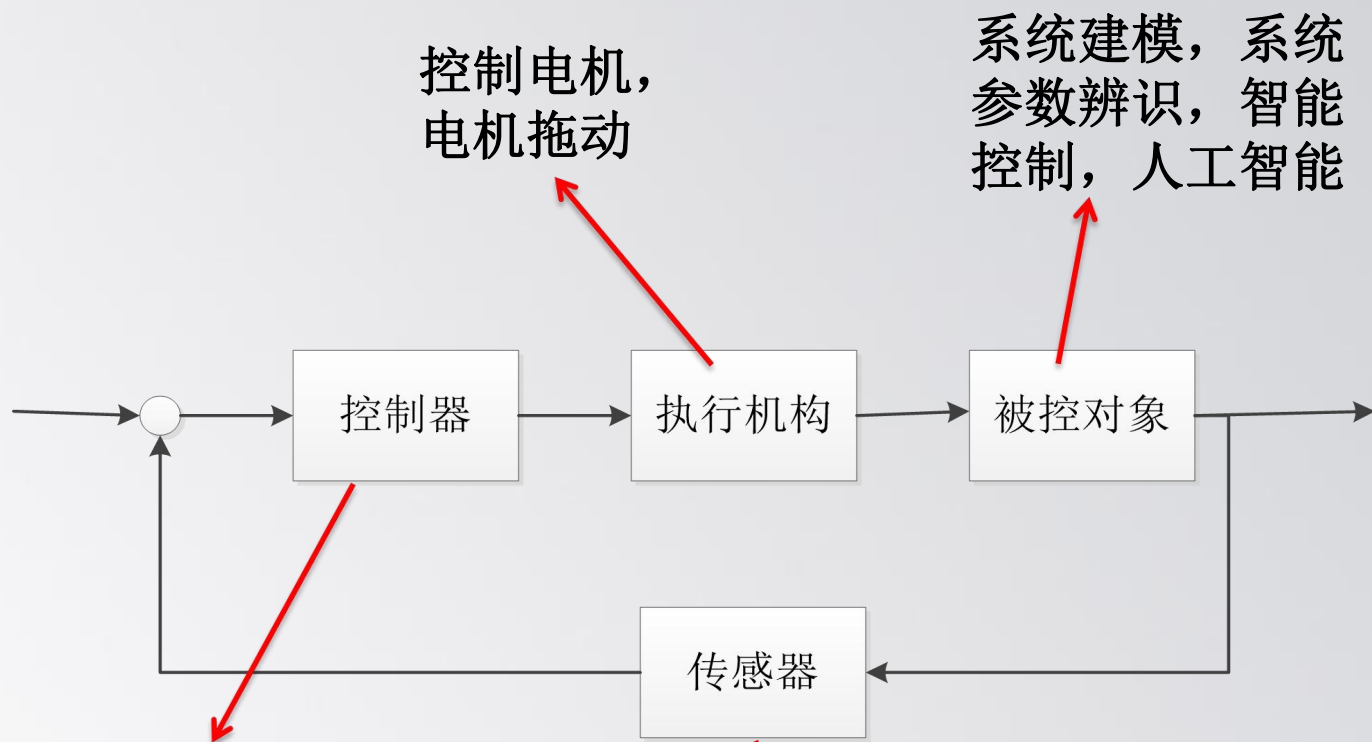 控制电机，
电机拖动
系统建模，系统
参数辨识，智能
控制，人工智能
控制器
执行机构
被控对象
传感器